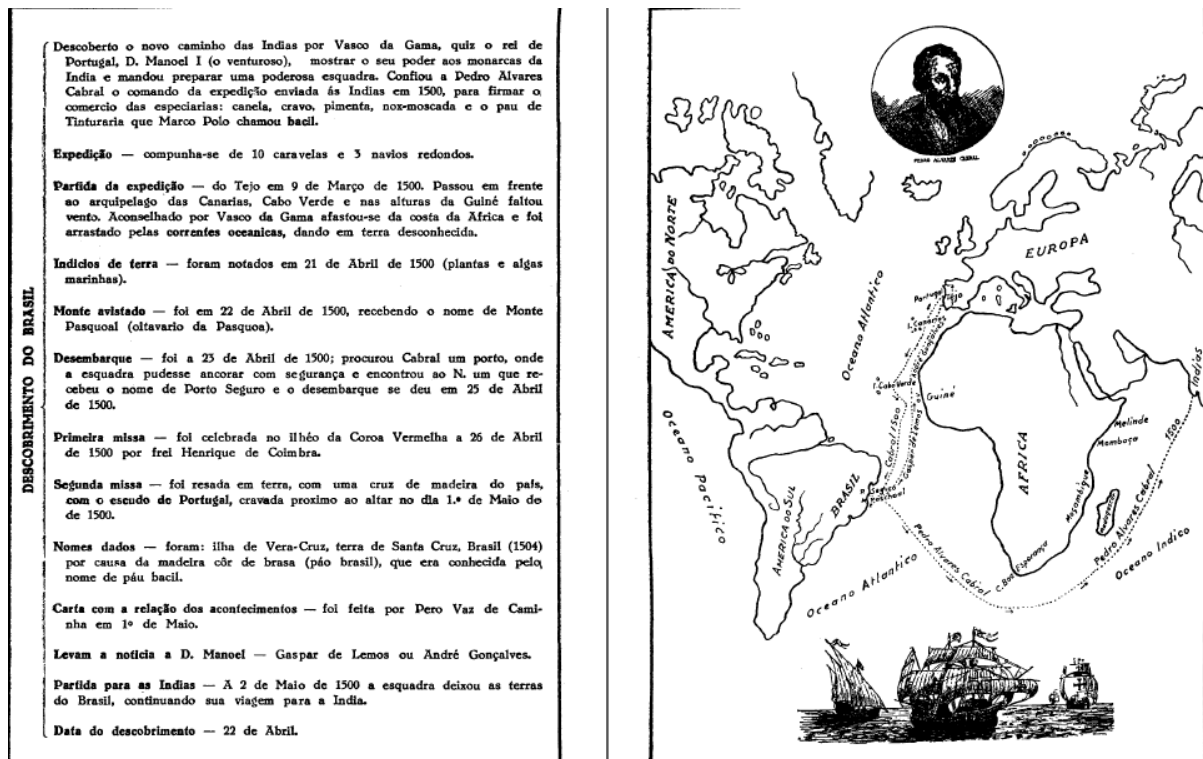 DESCOBRIMENTO DO BRASIL
Descoberto o novo caminho das Indias por Vasco da Gama, quiz o rei de
Portugal, D. Manoel I (o venturoso), mostrar o seu poder aos monarcas da
India e mandou preparar uma poderosa esquadra. Confiou a Pedro Alvares
Cabral o comando da expedição enviada ás Indias em 1500, para firmar o
comercio das especiarias: canela, cravo, pimenta, nox-moscada e o pau de
Tinturaria que Marco Polo chamou bacil.
Expedição — compunha-se de 10 caravelas e 3 navios redondos.
Partida da expedição — do Tejo em 9 de Março de 1500. Passou em frente
ao arquipelago das Canarias, Cabo Verde e nas alturas da Guiné faltou
vento. Aconselhado por Vasco da Gama afastou-se da costa da Africa e foi
arrastado pelas correntes oceanicas, dando em terra desconhecida.
Indicios de terra — foram notados em 21 de Abril de 1500 (plantas e algas
marinhas).
Monte avistado — foi em 22 de Abril de 1500, recebendo o nome de Monte
Pasquoal (oitavario da Pasquoa).
Desembarque — foi a 23 de Abril de 1500; procurou Cabral um porto, onde
a esquadra pudesse ancorar com segurança e encontrou ao N. um que re-
cebeu o nome de Porto Seguro e o desembarque se deu em 25 de Abril
de 1500.
Primeira missa — foi celebrada no ilhéo da Coroa Vermelha a 26 de Abril
de 1500 por frei Henrique de Coimbra.
Segunda missa — foi resada em terra, com uma cruz de madeira do país,
com o escudo de Portugal, cravada proximo ao altar no dia 1.º de Maio de
de 1500.
Nomes dados — foram: ilha de Vera-Cruz, terra de Santa Cruz, Brasil (1504)
por causa da madeira côr de brasa (páo brasil), que era conhecida pelo
nome de páu bacil.
Carta com a relação dos acontecimentos — foi feita por Pero Vaz de Cami-
nha em 1º de Maio.
Levam a noticia a D. Manoel — Gaspar de Lemos ou André Gonçalves.
Partida para as Indias — A 2 de Maio de 1500 a esquadra deixou as terras
do Brasil, continuando sua viagem para a India.
Data do descobrimento — 22 de Abril.
PEDRO ALVARES CABRAL
AMERICA DO NORTE
EUROPA
Oceano Atlantico
Portugal
Tejo
I. Canarias
I. Cabo Verde
Guiné
Indias
1500
Melinde
Mombaça
AFRICA
Cabral 1500
Gaspar de Lemos ou André Gonçalves
Oceano Pacifico
AMERICA DO SUL
BRASIL
P. Seguro
Moçambique
Pedro Alvares Cabral
C. Boa Esperança
Pedro Alvares Cabral
Oceano Indico
Oceano Atlantico